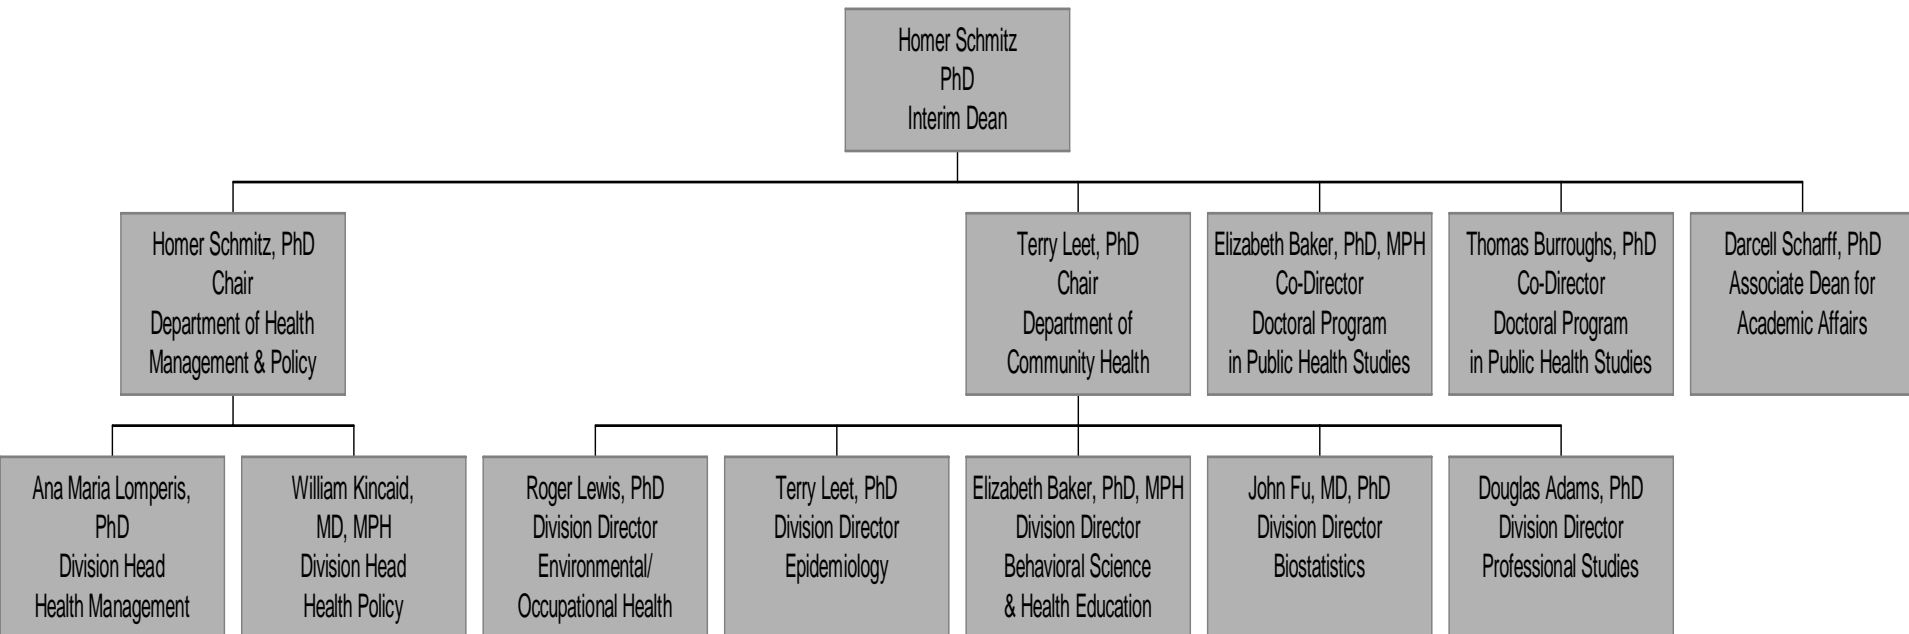 Homer Schmitz
PhD
Interim Dean
Homer Schmitz, PhD
Chair
Department of Health
Management & Policy
Terry Leet, PhD
Chair
Department of
Community Health
Elizabeth Baker, PhD, MPH
Co-Director
Doctoral Program
in Public Health Studies
Thomas Burroughs, PhD
Co-Director
Doctoral Program
in Public Health Studies
Darcell Scharff, PhD
Associate Dean for
Academic Affairs
Ana Maria Lomperis,
PhD
Division Head
Health Management
William Kincaid,
MD, MPH
Division Head
Health Policy
Roger Lewis, PhD
Division Director
Environmental/
Occupational Health
Terry Leet, PhD
Division Director
Epidemiology
Elizabeth Baker, PhD, MPH
Division Director
Behavioral Science
& Health Education
John Fu, MD, PhD
Division Director
Biostatistics
Douglas Adams, PhD
Division Director
Professional Studies